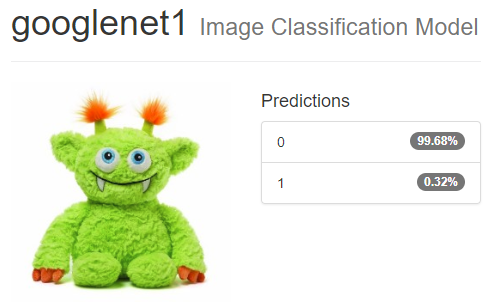 googlenet1 Image Classification Model
Predictions
0 99.68%
1 0.32%